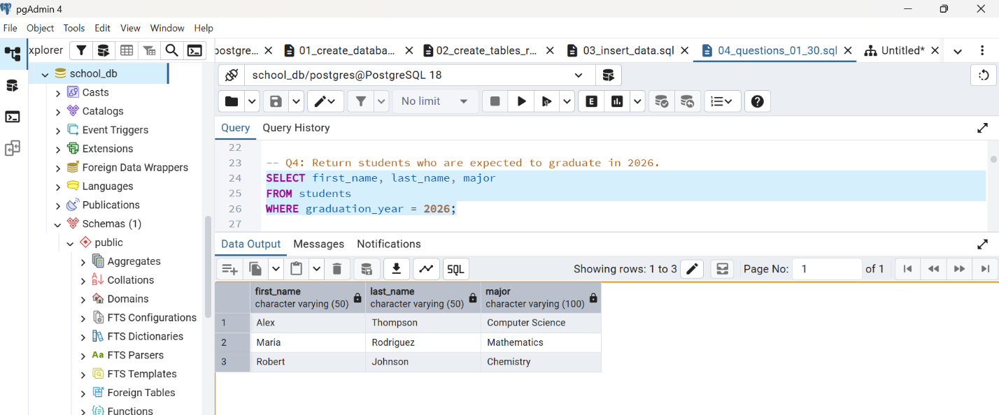 pgAdmin 4
File Object Tools Edit View Window Help
xplorer
postgre... 01_create_databa... 02_create_tables_r... 03_insert_data.sql 04_questions_01_30.sql Untitled*
school_db/postgres@PostgreSQL 18
No limit
E
Query Query History
school_db
Casts
Catalogs
Event Triggers
Extensions
Foreign Data Wrappers
Languages
Publications
Schemas (1)
public
Aggregates
Collations
Domains
FTS Configurations
FTS Dictionaries
Aa FTS Parsers
FTS Templates
Foreign Tables
Functions
22
23 -- Q4: Return students who are expected to graduate in 2026.
24 SELECT first_name, last_name, major
25 FROM students
26 WHERE graduation_year = 2026;
27
Data Output Messages Notifications
SQL Showing rows: 1 to 3 Page No: 1 of 1
first_name last_name major
character varying (50) character varying (50) character varying (100)
1 Alex Thompson Computer Science
2 Maria Rodriguez Mathematics
3 Robert Johnson Chemistry